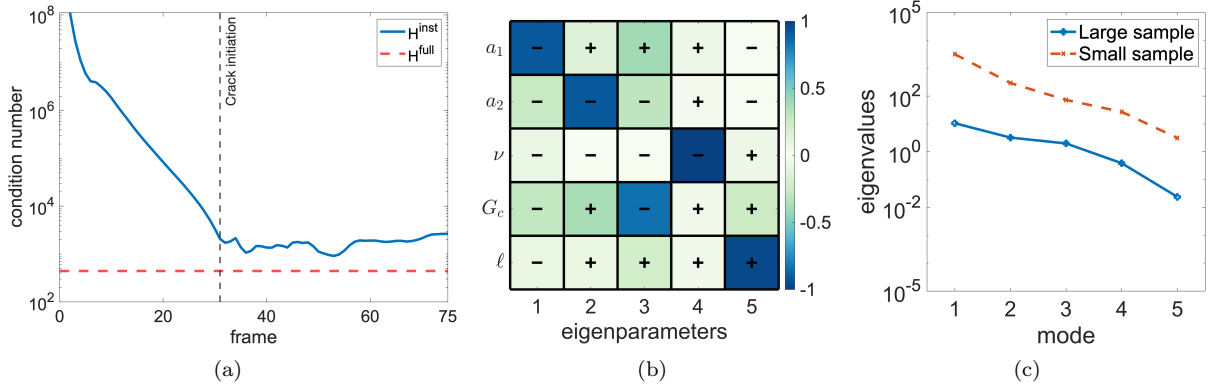 10^8
10^6
10^4
10^2
condition number
H^inst
H^full
Crack initiation
0 20 40 60 75
frame
(a)
a_1 − + + + −
a_2 − − − + −
ν − − − − +
G_c − + − + +
ℓ − + + + +
1 2 3 4 5
eigenparameters
1
0.5
0
-0.5
-1
(b)
10^5
10^2
10^0
10^-2
10^-5
eigenvalues
Large sample
Small sample
1 2 3 4 5
mode
(c)